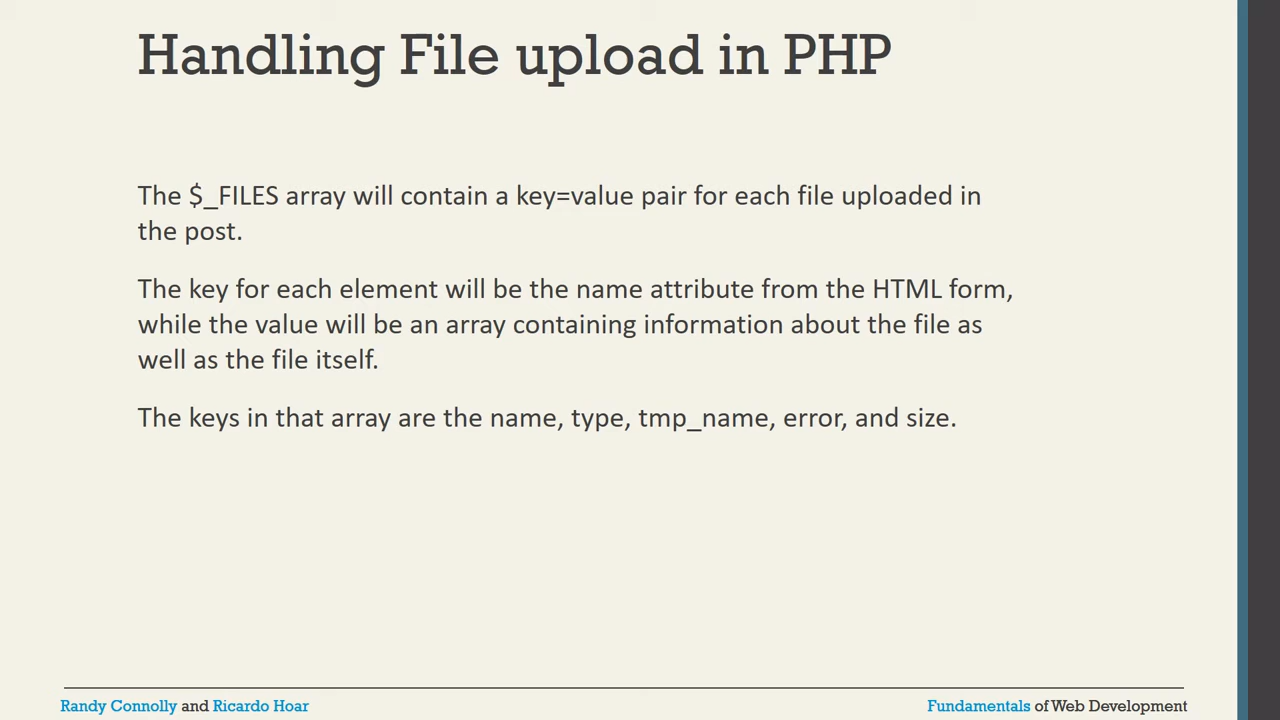 Handling File upload in PHP
The $_FILES array will contain a key=value pair for each file uploaded in
the post.
The key for each element will be the name attribute from the HTML form,
while the value will be an array containing information about the file as
well as the file itself.
The keys in that array are the name, type, tmp_name, error, and size.
Randy Connolly and Ricardo Hoar
Fundamentals of Web Development